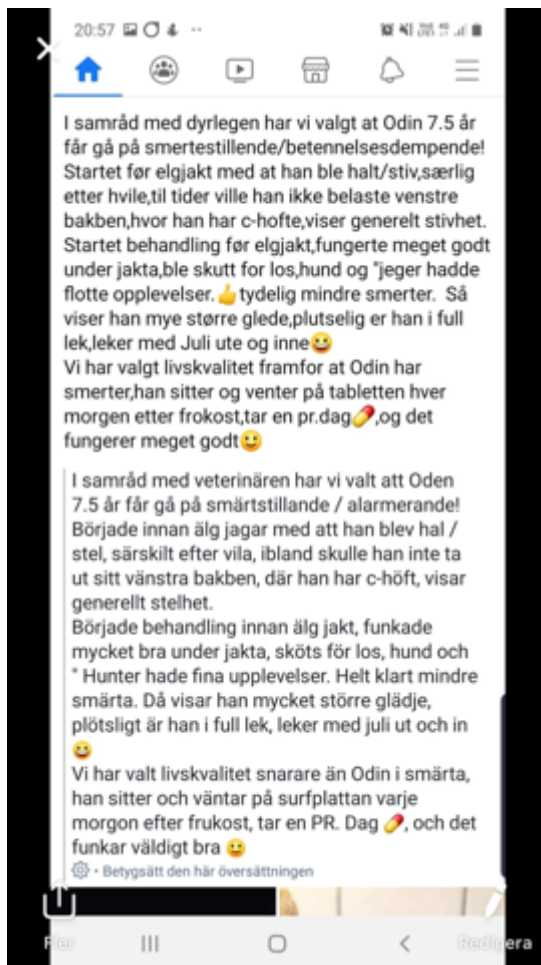 20:57
I samråd med dyrlegen har vi valgt at Odin 7.5 år
får gå på smertestillende/betennelsesdempende!
Startet før elgjakt med at han ble halt/stiv,særlig
etter hvile,til tider ville han ikke belaste venstre
bakben,hvor han har c-hofte,viser generelt stivhet.
Startet behandling før elgjakt,fungerte meget godt
under jakta,ble skutt for los,hund og "jeger hadde
flotte opplevelser.👍tydelig mindre smerter. Så
viser han mye større glede,plutselig er han i full
lek,leker med Juli ute og inne😀
Vi har valgt livskvalitet framfor at Odin har
smerter,han sitter og venter på tabletten hver
morgen etter frokost,tar en pr.dag💊,og det
fungerer meget godt😀
I samråd med veterinären har vi valt att Oden
7.5 år får gå på smärtstillande / alarmerande!
Började innan älg jagar med att han blev hal /
stel, särskilt efter vila, ibland skulle han inte ta
ut sitt vänstra bakben, där han har c-höft, visar
generellt stelhet.
Började behandling innan älg jakt, funkade
mycket bra under jakta, sköts för los, hund och
" Hunter hade fina upplevelser. Helt klart mindre
smärta. Då visar han mycket större glädje,
plötsligt är han i full lek, leker med juli ut och in
😀
Vi har valt livskvalitet snarare än Odin i smärta,
han sitter och väntar på surfplattan varje
morgon efter frukost, tar en PR. Dag 💊, och det
funkar väldigt bra 😀
· Betygsätt den här översättningen
Fler
Redigera